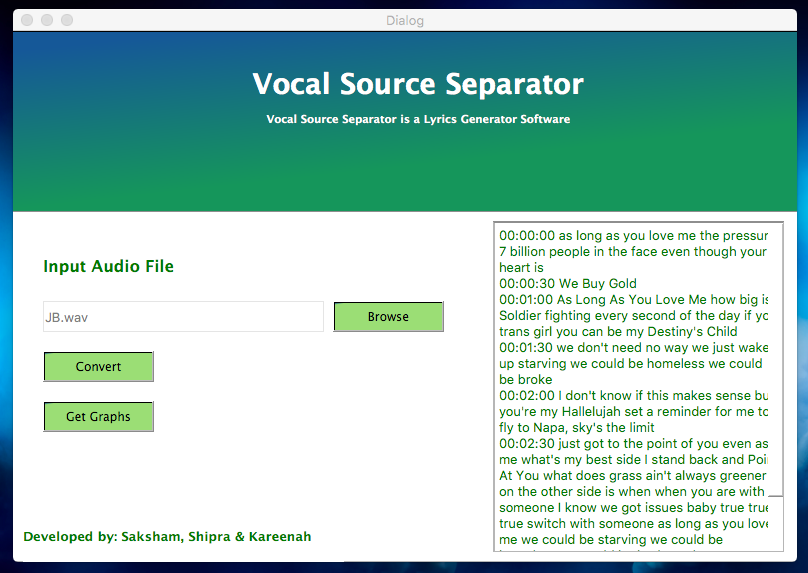 Dialog
Vocal Source Separator
Vocal Source Separator is a Lyrics Generator Software
Input Audio File
JB.wav
Browse
Convert
Get Graphs
Developed by: Saksham, Shipra & Kareenah
00:00:00 as long as you love me the pressur
7 billion people in the face even though your
heart is
00:00:30 We Buy Gold
00:01:00 As Long As You Love Me how big is
Soldier fighting every second of the day if yo
trans girl you can be my Destiny's Child
00:01:30 we don't need no way we just wake
up starving we could be homeless we could
be broke
00:02:00 I don't know if this makes sense bu
you're my Hallelujah set a reminder for me to
fly to Napa, sky's the limit
00:02:30 just got to the point of you even as
me what's my best side I stand back and Poi
At You what does grass ain't always greener
on the other side is when when you are with
someone I know we got issues baby true true
true switch with someone as long as you love
me we could be starving we could be